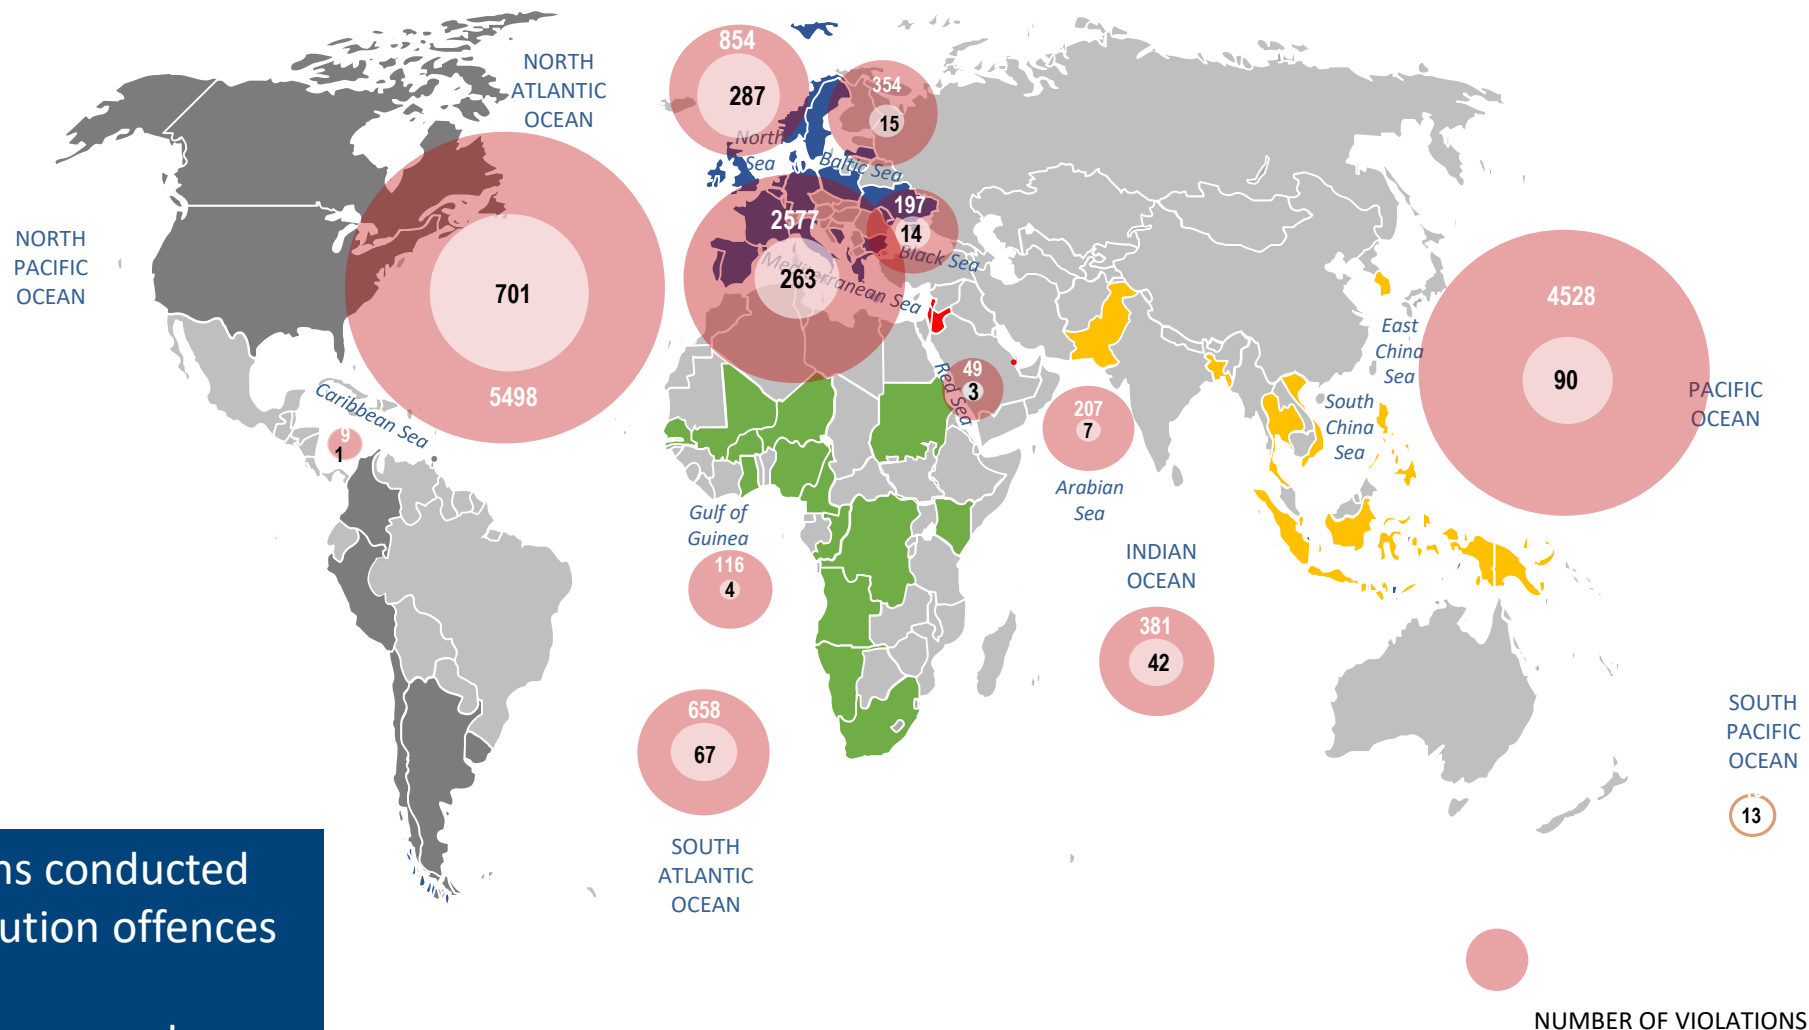 854
287
354
15
NORTH
ATLANTIC
OCEAN
North
Sea
Baltic Sea
2577
263
Mediterranean Sea
197
14
Black Sea
NORTH
PACIFIC
OCEAN
701
5498
4528
90
PACIFIC
OCEAN
East
China
Sea
South
China
Sea
Caribbean Sea
9
1
49
3
Red Sea
207
7
Arabian
Sea
Gulf of
Guinea
116
4
INDIAN
OCEAN
381
42
658
67
SOUTH
ATLANTIC
OCEAN
SOUTH
PACIFIC
OCEAN
13
ns conducted
ution offences
NUMBER OF VIOLATIONS